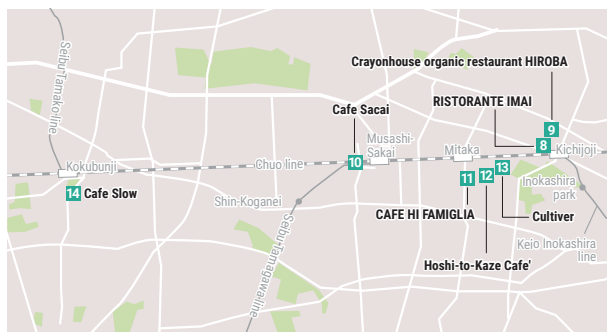 Crayonhouse organic restaurant HIROBA
Seibu-Tamako-line
RISTORANTE IMAI
Cafe Sacai
9
8
Musashi-
Sakai
Mitaka
Kichijoji
10
Kokubunji
Chuo line
14 Cafe Slow
11
12
13
Inokashira
park
Shin-Koganei
CAFE HI FAMIGLIA
Cultiver
Seibu-Tamagawa-line
Keio Inokashira
line
Hoshi-to-Kaze Cafe'